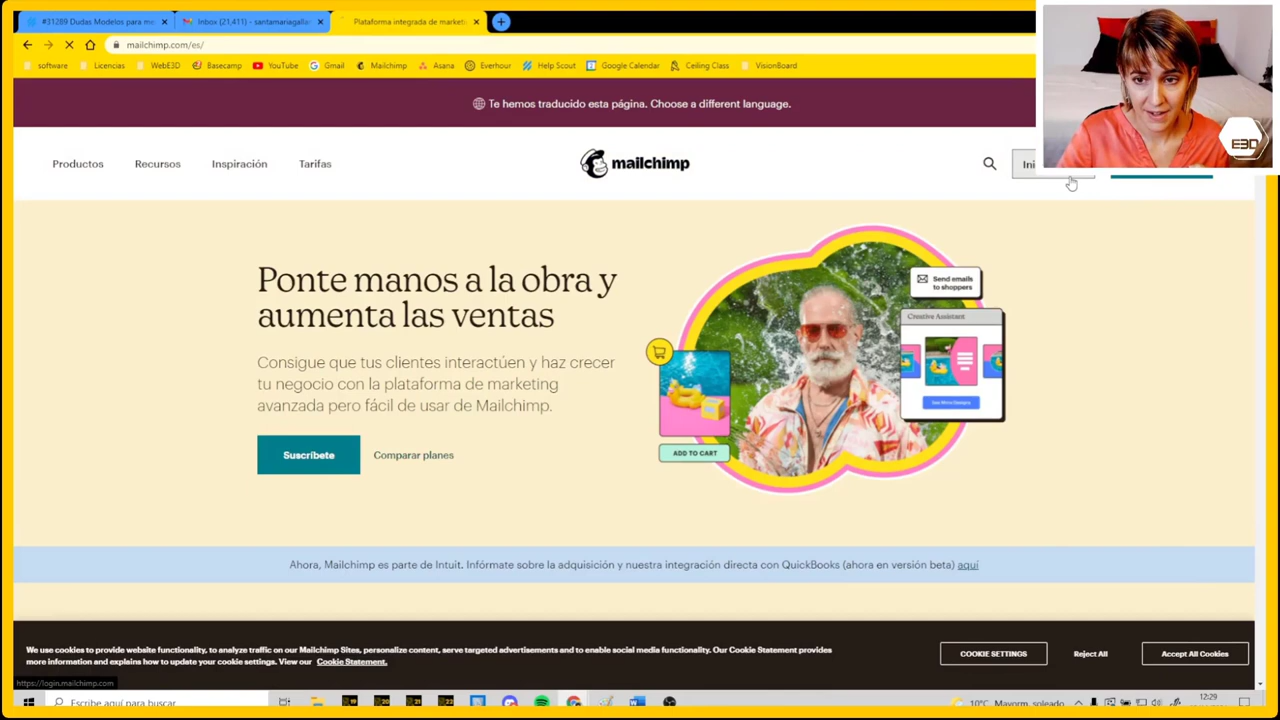 #31289 Dudas Modelos para me
Inbox (21,411) - santamariagalla
Plataforma integrada de marketi
mailchimp.com/es/
software
Licencias
WebE3D
Basecamp
YouTube
Gmail
Mailchimp
Asana
Everhour
Help Scout
Google Calendar
Ceiling Class
VisionBoard
E3D
Te hemos traducido esta página. Choose a different language.
Productos
Recursos
Inspiración
Tarifas
mailchimp
Ini
Ponte manos a la obra y
aumenta las ventas
Consigue que tus clientes interactúen y haz crecer
tu negocio con la plataforma de marketing
avanzada pero fácil de usar de Mailchimp.
Suscríbete
Comparar planes
Send emails
to shoppers
Creative Assistant
See More Designs
ADD TO CART
Ahora, Mailchimp es parte de Intuit. Infórmate sobre la adquisición y nuestra integración directa con QuickBooks (ahora en versión beta) aquí
We use cookies to provide website functionality, to analyze traffic on our Mailchimp Sites, personalize content, serve targeted advertisements and to enable social media functionality. Our Cookie Statement provides
more information and explains how to update your cookie settings. View our Cookie Statement.
COOKIE SETTINGS
Reject All
Accept All Cookies
https://login.mailchimp.com
Escribe aquí para buscar
10°C Mayorm. soleado
12:29